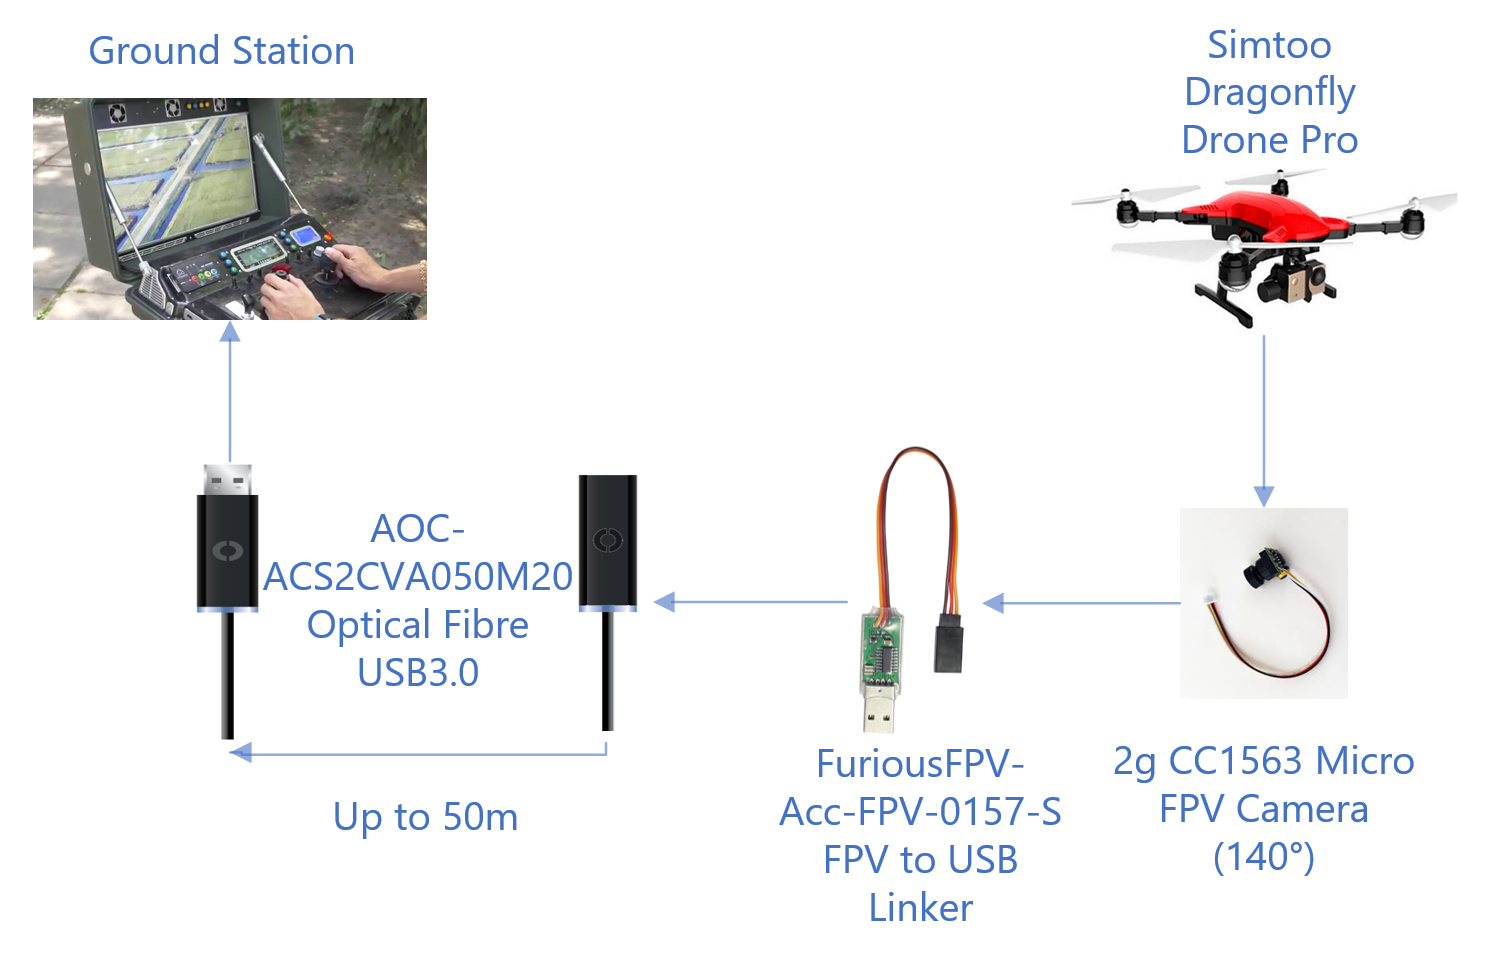 Ground Station
Simtoo
Dragonfly
Drone Pro
AOC-
ACS2CVA050M20
Optical Fibre
USB3.0
Up to 50m
FuriousFPV-
Acc-FPV-0157-S
FPV to USB
Linker
2g CC1563 Micro
FPV Camera
(140°)